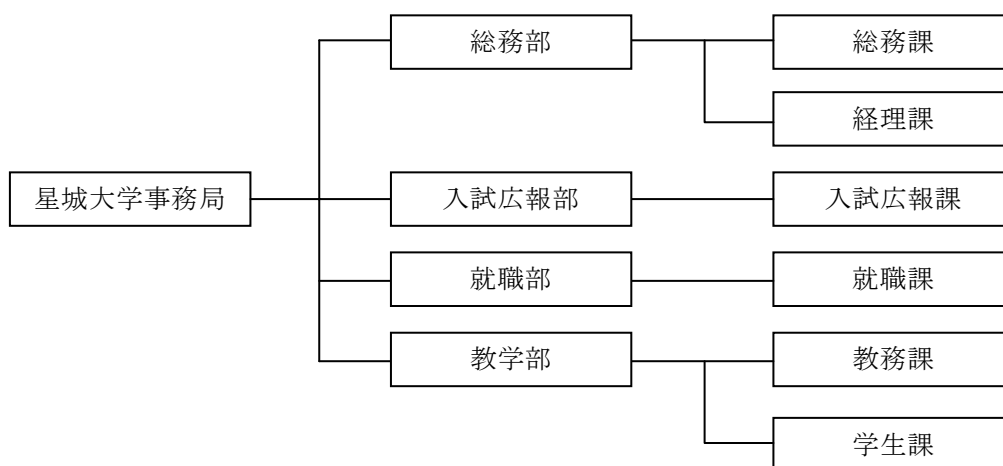 総務部
総務課
経理課
星城大学事務局
入試広報部
入試広報課
就職部
就職課
教学部
教務課
学生課